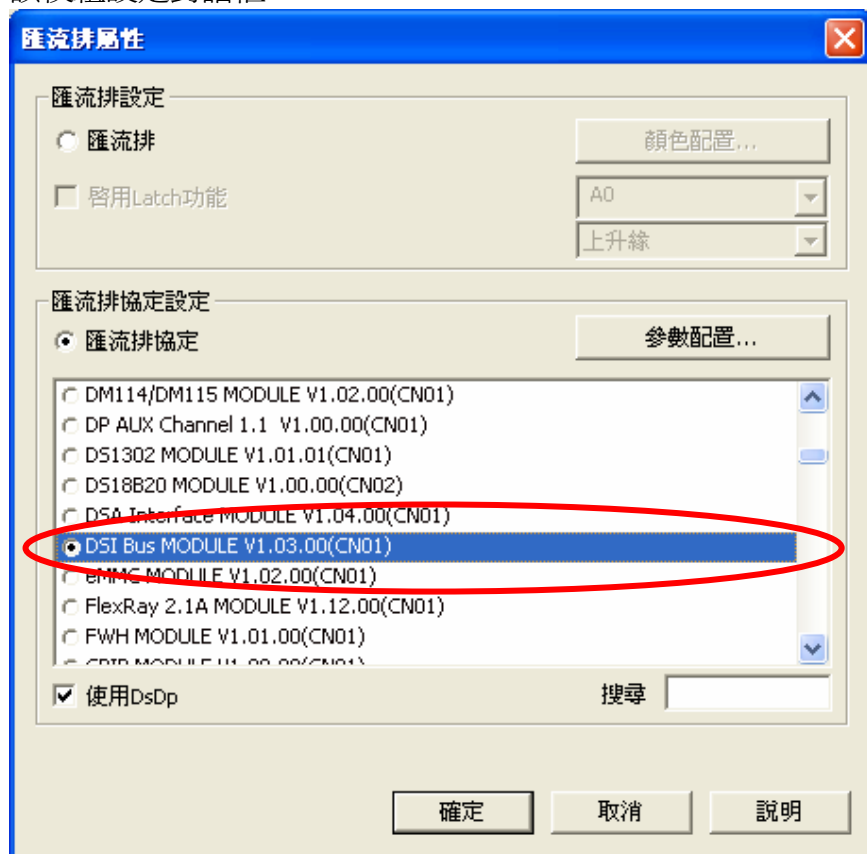 匯流排屬性
匯流排設定
匯流排
顏色配置...
啓用Latch功能
A0
上升緣
匯流排協定設定
匯流排協定
參數配置...
DM114/DM115 MODULE V1.02.00(CN01)
DP AUX Channel 1.1 V1.00.00(CN01)
DS1302 MODULE V1.01.01(CN01)
DS18B20 MODULE V1.00.00(CN02)
DSA Interface MODULE V1.04.00(CN01)
DSI Bus MODULE V1.03.00(CN01)
eMMC MODULE V1.02.00(CN01)
FlexRay 2.1A MODULE V1.12.00(CN01)
FWH MODULE V1.01.00(CN01)
使用DsDp
搜尋
確定
取消
說明